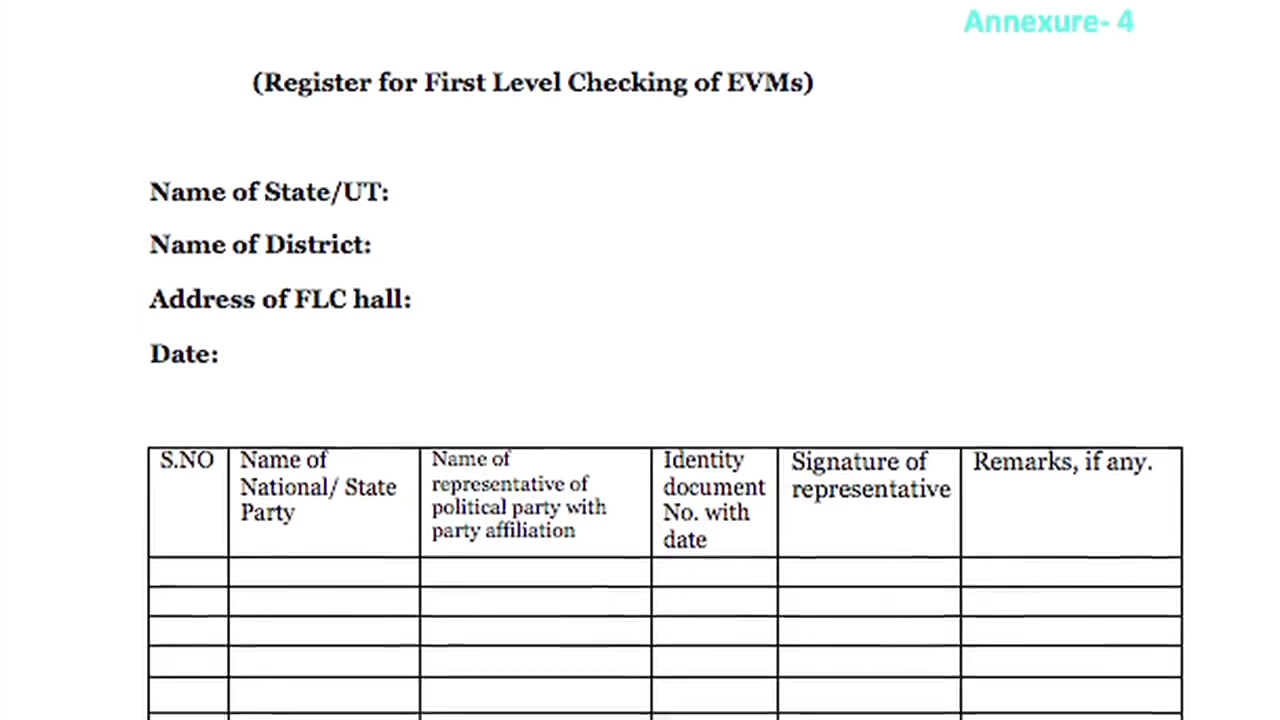 Annexure- 4
(Register for First Level Checking of EVMs)
Name of State/UT:
Name of District:
Address of FLC hall:
Date:
S.NO
Name of
National/ State
Party
Name of
representative of
political party with
party affiliation
Identity
document
No. with
date
Signature of
representative
Remarks, if any.